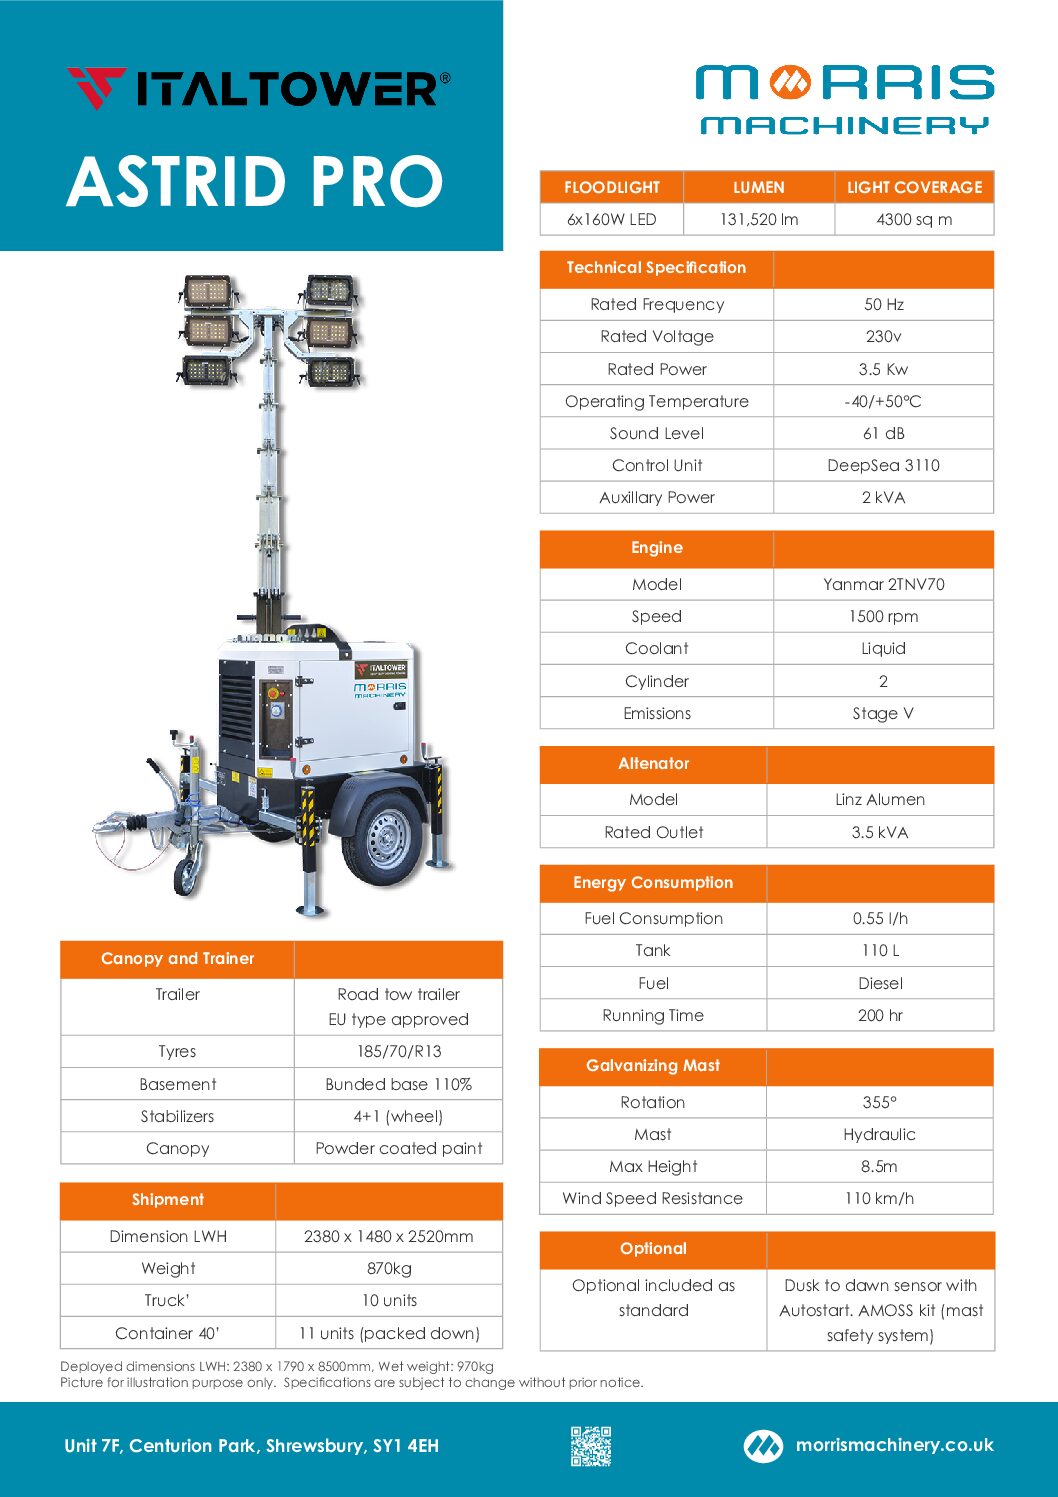 ITALTOWER®
ASTRID PRO
MORRIS
MACHINERY
FLOODLIGHT LUMEN LIGHT COVERAGE
6x160W LED 131,520 lm 4300 sq m
Technical Specification
Rated Frequency 50 Hz
Rated Voltage 230v
Rated Power 3.5 Kw
Operating Temperature -40/+50°C
Sound Level 61 dB
Control Unit DeepSea 3110
Auxillary Power 2 kVA
Engine
Model Yanmar 2TNV70
Speed 1500 rpm
Coolant Liquid
Cylinder 2
Emissions Stage V
Altenator
Model Linz Alumen
Rated Outlet 3.5 kVA
Energy Consumption
Fuel Consumption 0.55 l/h
Tank 110 L
Fuel Diesel
Running Time 200 hr
Galvanizing Mast
Rotation 355°
Mast Hydraulic
Max Height 8.5m
Wind Speed Resistance 110 km/h
Optional
Optional included as
standard
Dusk to dawn sensor with
Autostart. AMOSS kit (mast
safety system)
ITALTOWER
MORRIS
MACHINERY
Canopy and Trainer
Trailer Road tow trailer
EU type approved
Tyres 185/70/R13
Basement Bunded base 110%
Stabilizers 4+1 (wheel)
Canopy Powder coated paint
Shipment
Dimension LWH 2380 x 1480 x 2520mm
Weight 870kg
Truck’ 10 units
Container 40’ 11 units (packed down)
Deployed dimensions LWH: 2380 x 1790 x 8500mm, Wet weight: 970kg
Picture for illustration purpose only. Specifications are subject to change without prior notice.
Unit 7F, Centurion Park, Shrewsbury, SY1 4EH
morrismachinery.co.uk